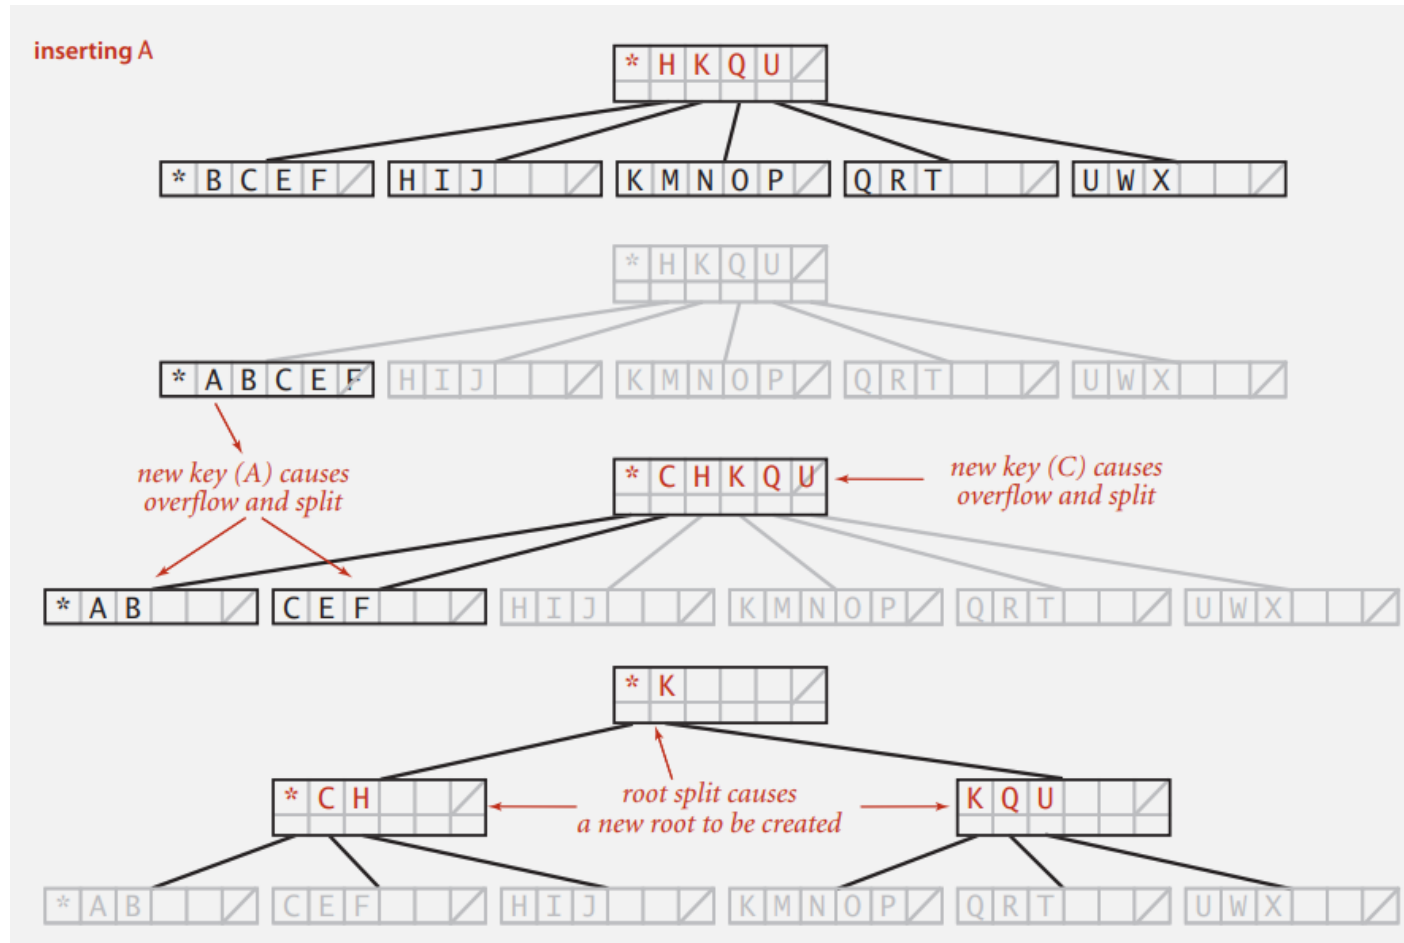 inserting A
* H K Q U
* B C E F H I J K M N O P Q R T U W X
* H K Q U
* A B C E F H I J K M N O P Q R T U W X
new key (A) causes
overflow and split
* C H K Q U
new key (C) causes
overflow and split
* A B C E F H I J K M N O P Q R T U W X
* K
* C H
root split causes
a new root to be created
K Q U
* A B C E F H I J K M N O P Q R T U W X